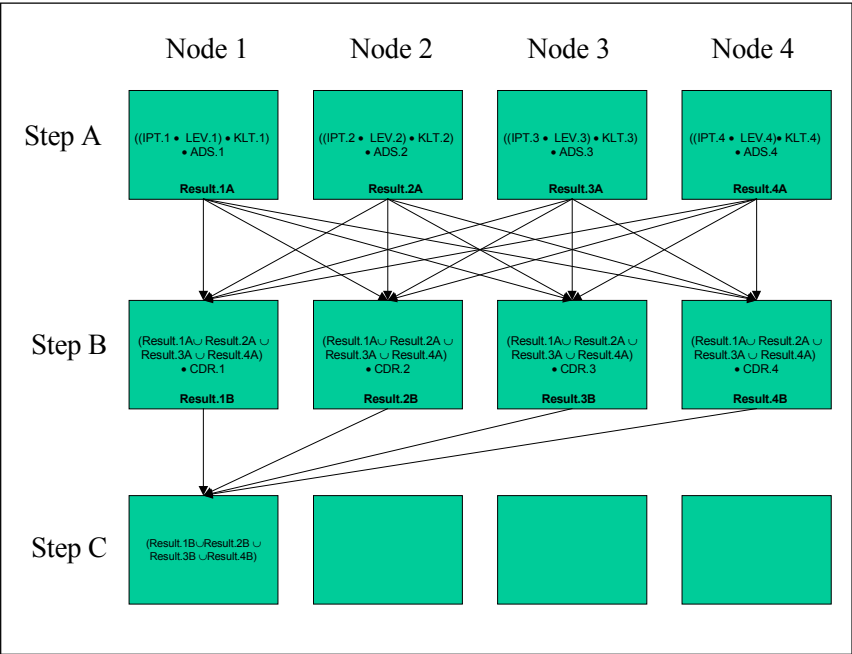 Node 1
Node 2
Node 3
Node 4
Step A
((IPT.1 • LEV.1) • KLT.1)
• ADS.1
Result.1A
((IPT.2 • LEV.2) • KLT.2)
• ADS.2
Result.2A
((IPT.3 • LEV.3) • KLT.3)
• ADS.3
Result.3A
((IPT.4 • LEV.4) • KLT.4)
• ADS.4
Result.4A
Step B
(Result.1A∪ Result.2A ∪
Result.3A ∪ Result.4A)
• CDR.1
Result.1B
(Result.1A∪ Result.2A ∪
Result.3A ∪ Result.4A)
• CDR.2
Result.2B
(Result.1A∪ Result.2A ∪
Result.3A ∪ Result.4A)
• CDR.3
Result.3B
(Result.1A∪ Result.2A ∪
Result.3A ∪ Result.4A)
• CDR.4
Result.4B
Step C
(Result.1B∪Result.2B ∪
Result.3B ∪Result.4B)